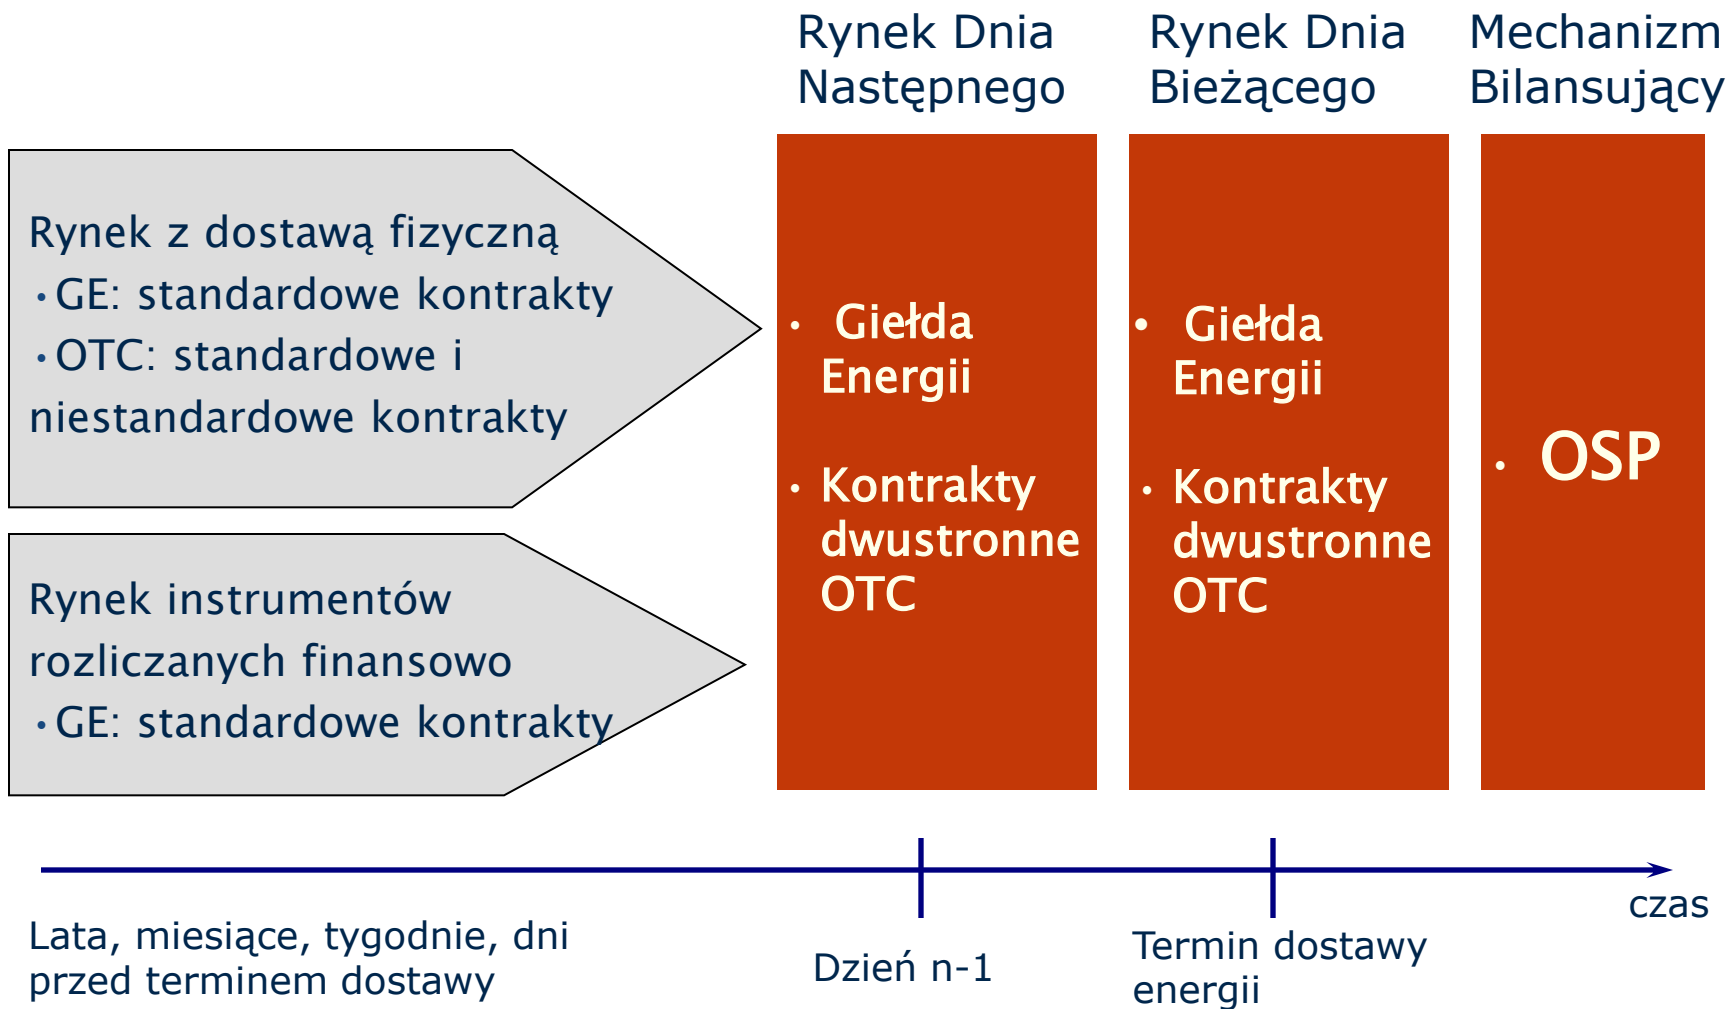 Rynek Dnia
Następnego
Rynek Dnia
Bieżącego
Mechanizm
Bilansujący
Rynek z dostawą fizyczną
• GE: standardowe kontrakty
• OTC: standardowe i
niestandardowe kontrakty
Rynek instrumentów
rozliczanych finansowo
• GE: standardowe kontrakty
• Giełda
Energii
• Kontrakty
dwustronne
OTC
• Giełda
Energii
• Kontrakty
dwustronne
OTC
• OSP
czas
Lata, miesiące, tygodnie, dni
przed terminem dostawy
Dzień n-1
Termin dostawy
energii